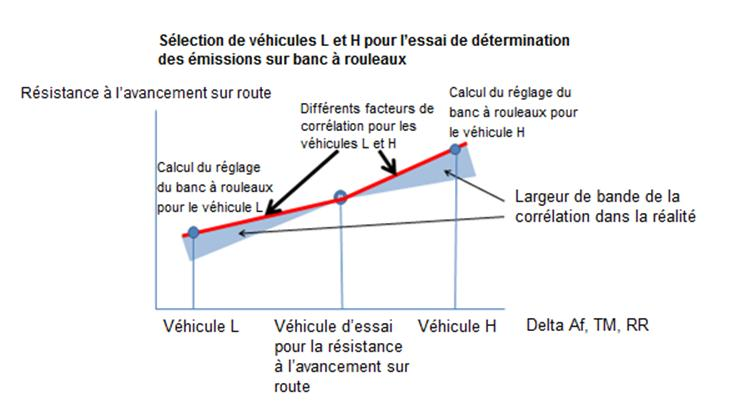 Sélection de véhicules L et H pour l'essai de détermination
des émissions sur banc à rouleaux
Résistance à l'avancement sur route
Différents facteurs de
corrélation pour les
véhicules L et H
Calcul du réglage du
banc à rouleaux pour
le véhicule H
Calcul du réglage
du banc à rouleaux
pour le véhicule L
Largeur de bande de la
corrélation dans la réalité
Véhicule L
Véhicule d'essai
pour la résistance
à l'avancement sur
route
Véhicule H
Delta Af, TM, RR